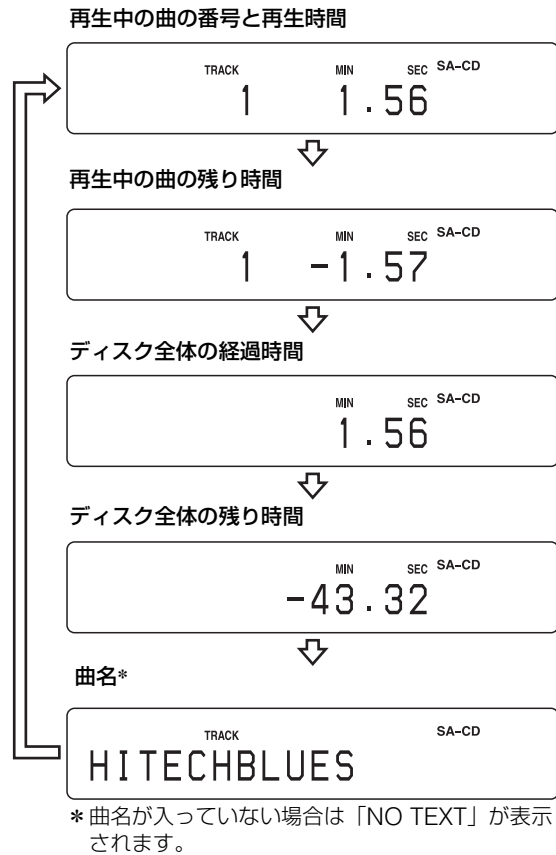 再生中の曲の番号と再生時間
TRACK MIN SEC SA-CD
1 1.56
再生中の曲の残り時間
TRACK MIN SEC SA-CD
1 -1.57
ディスク全体の経過時間
MIN SEC SA-CD
1.56
ディスク全体の残り時間
MIN SEC SA-CD
-43.32
曲名*
TRACK SA-CD
HITECHBLUES
* 曲名が入っていない場合は「NO TEXT」が表示
されます。